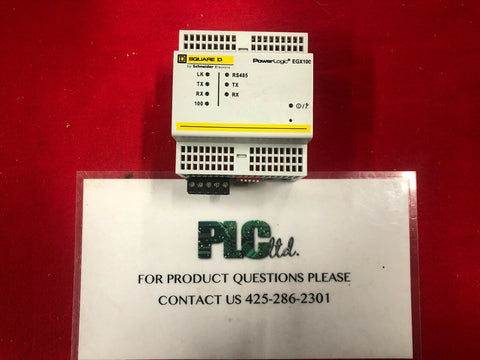 SQUARE D
by Schneider Electric
PowerLogic® EGX100
LK
RS485
TX
TX
RX
RX
100
PLC ltd.
FOR PRODUCT QUESTIONS PLEASE
CONTACT US 425-286-2301